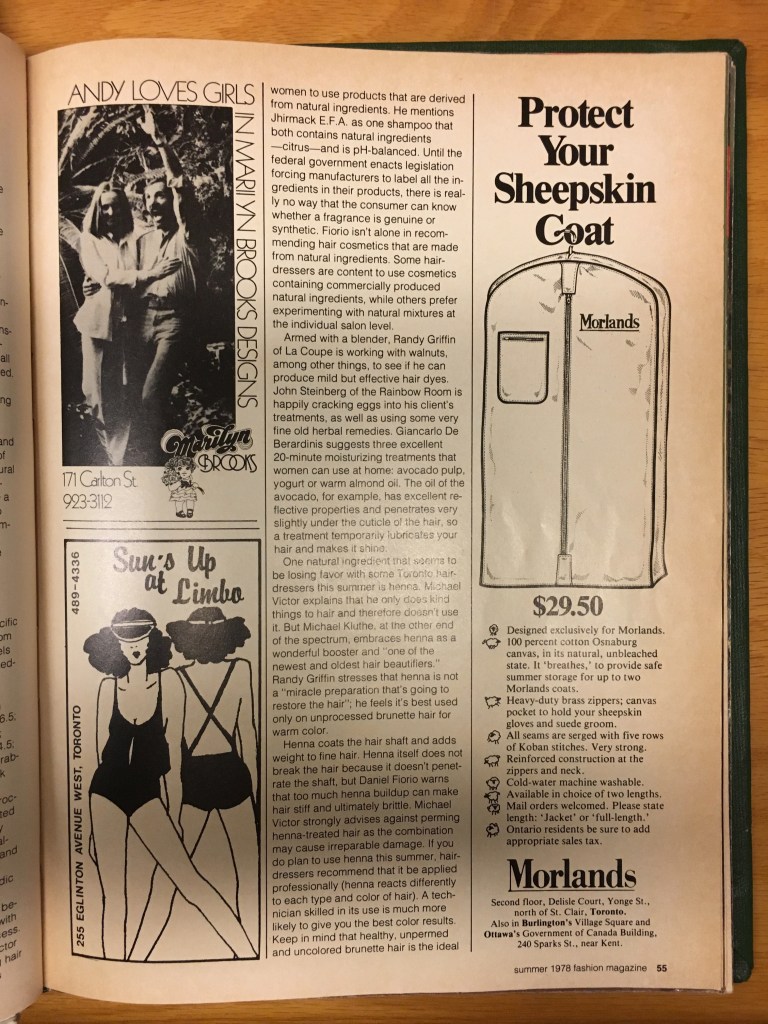 ANDY LOVES GIRLS
IN MARILYN BROOKS DESIGNS
Marilyn
BROOKS
171 Carlton St.
923-3112
Sun's Up
at
Limbo
489-4336
255 EGLINTON AVENUE WEST, TORONTO
women to use products that are derived
from natural ingredients. He mentions
Jhirmack E.F.A. as one shampoo that
both contains natural ingredients
—citrus—and is pH-balanced. Until the
federal government enacts legislation
forcing manufacturers to label all the in-
gredients in their products, there is real-
ly no way that the consumer can know
whether a fragrance is genuine or
synthetic. Fiorio isn't alone in recom-
mending hair cosmetics that are made
from natural ingredients. Some hair-
dressers are content to use cosmetics
containing commercially produced
natural ingredients, while others prefer
experimenting with natural mixtures at
the individual salon level.
Armed with a blender, Randy Griffin
of La Coupe is working with walnuts,
among other things, to see if he can
produce mild but effective hair dyes.
John Steinberg of the Rainbow Room is
happily cracking eggs into his client's
treatments, as well as using some very
fine old herbal remedies. Giancarlo De
Berardinis suggests three excellent
20-minute moisturizing treatments that
women can use at home: avocado pulp,
yogurt or warm almond oil. The oil of the
avocado, for example, has excellent re-
flective properties and penetrates very
slightly under the cuticle of the hair, so
a treatment temporarily lubricates your
hair and makes it shine.
One natural ingredient that seems to
be losing favor with some Toronto hair-
dressers this summer is henna. Michael
Victor explains that he only does kind
things to hair and therefore doesn't use
it. But Michael Kluthe, at the other end
of the spectrum, embraces henna as a
wonderful booster and "one of the
newest and oldest hair beautifiers."
Randy Griffin stresses that henna is not
a "miracle preparation that's going to
restore the hair"; he feels it's best used
only on unprocessed brunette hair for
warm color.
Henna coats the hair shaft and adds
weight to fine hair. Henna itself does not
break the hair because it doesn't penet-
rate the shaft, but Daniel Fiorio warns
that too much henna buildup can make
hair stiff and ultimately brittle. Michael
Victor strongly advises against perming
henna-treated hair as the combination
may cause irreparable damage. If you
do plan to use henna this summer, hair-
dressers recommend that it be applied
professionally (henna reacts differently
to each type and color of hair). A tech-
nician skilled in its use is much more
likely to give you the best color results.
Keep in mind that healthy, unpermed
and uncolored brunette hair is the ideal
Protect
Your
Sheepskin
Coat
Morlands
$29.50
Designed exclusively for Morlands.
100 percent cotton Osnaburg
canvas, in its natural, unbleached
state. It 'breathes,' to provide safe
summer storage for up to two
Morlands coats.
Heavy-duty brass zippers; canvas
pocket to hold your sheepskin
gloves and suede groom.
All seams are serged with five rows
of Koban stitches. Very strong.
Reinforced construction at the
zippers and neck.
Cold-water machine washable.
Available in choice of two lengths.
Mail orders welcomed. Please state
length: 'Jacket' or 'full-length.'
Ontario residents be sure to add
appropriate sales tax.
Morlands
Second floor, Delisle Court, Yonge St.,
north of St. Clair, Toronto.
Also in Burlington's Village Square and
Ottawa's Government of Canada Building,
240 Sparks St., near Kent.
summer 1978 fashion magazine 55